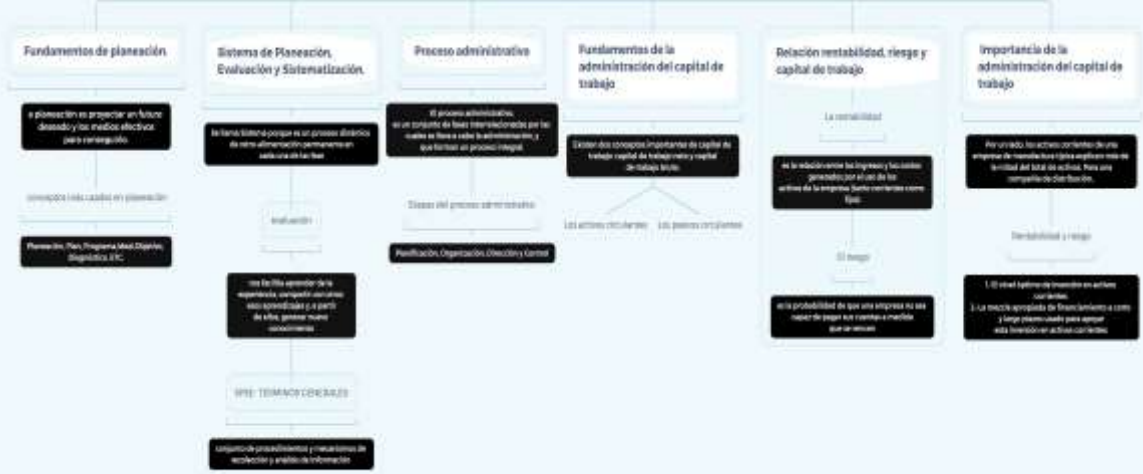 Fundamentos de planeación.
a planeación es proyectar un futuro
deseado y los medios efectivos
para conseguirlo.
conceptos más usados en planeación
Planeación, Plan, Programa, Meta, Objetivo,
diagnóstico, ETC.
Sistema de Planeación,
Evaluación y Sistematización.
Se llama Sistema porque es un proceso dinámico
de retro-alimentación permanente en
cada una de las fases
evaluación
nos facilita aprender de la
experiencia, compartir con otros
esos aprendizajes y, a partir
de ellos, generar nuevo
conocimiento
TERMINOS GENERALES
conjunto de procedimientos y mecanismos de
recolección y análisis de información
Proceso administrativo
El proceso administrativo
es un conjunto de fases interrelacionadas por las
cuales se lleva a cabo la administración, y
que forman un proceso integral.
Etapas del proceso administrativo
Planificación, Organización, Dirección y Control
Fundamentos de la
administración del capital de
trabajo
Existen dos conceptos importantes de capital de
trabajo: capital de trabajo neto y capital
de trabajo bruto.
Los activos circulantes
Los pasivos circulantes
Relación rentabilidad, riesgo y
capital de trabajo
La rentabilidad
es la relación entre los ingresos y los costos
generados por el uso de los
activos de la empresa (tanto corrientes como
fijos)
El riesgo
es la probabilidad de que una empresa no sea
capaz de pagar sus cuentas a medida
que se vencen
Importancia de la
administración del capital de
trabajo
Por un lado, los activos corrientes de una
empresa de manufactura típica explican más de
la mitad del total de activos. Para una
compañía de distribución.
Rentabilidad y riesgo
1. El nivel óptimo de inversión en activos
corrientes.
2. La mezcla apropiada de financiamiento a corto
y largo plazos usado para apoyar
esta inversión en activos corrientes